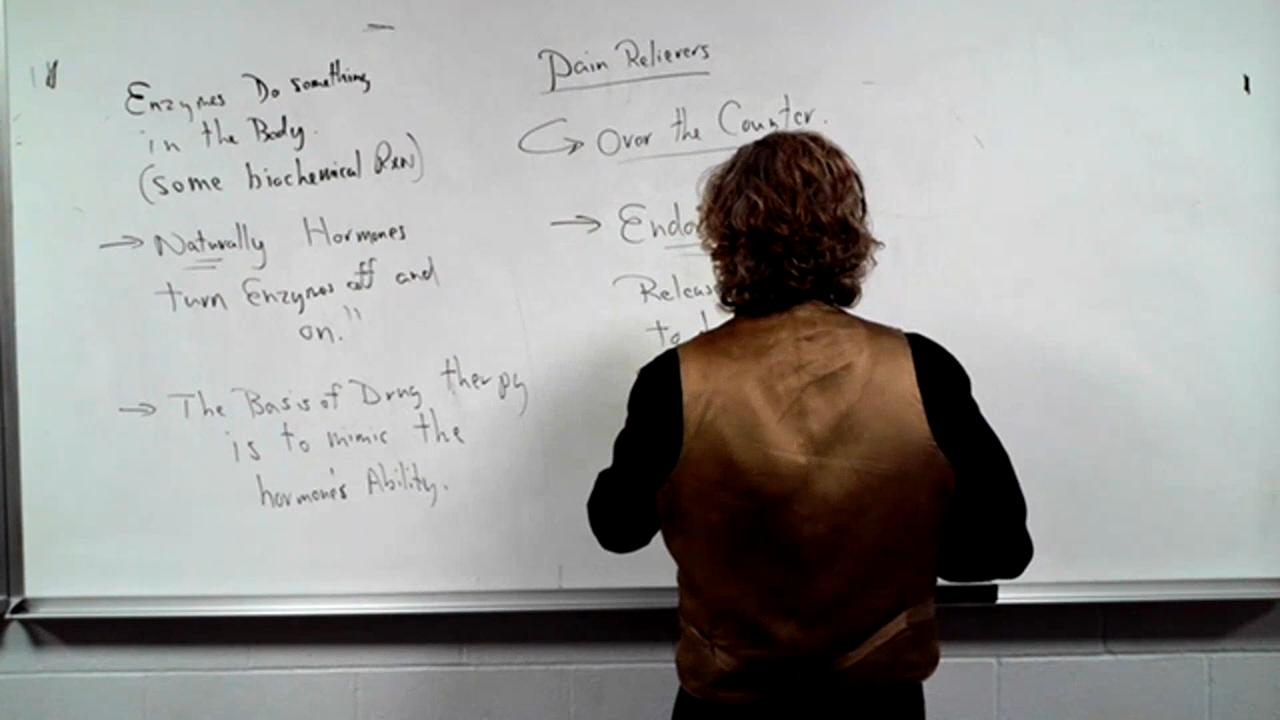 Enzymes Do something
in the Body.
(some biochemical Rxn)
→ Naturally Hormones
turn Enzymes off and
on."
→ The Basis of Drug therpy
is to mimic the
hormone's Ability.
Pain Relievers
Over the Counter.
→ Endo
Releas
to